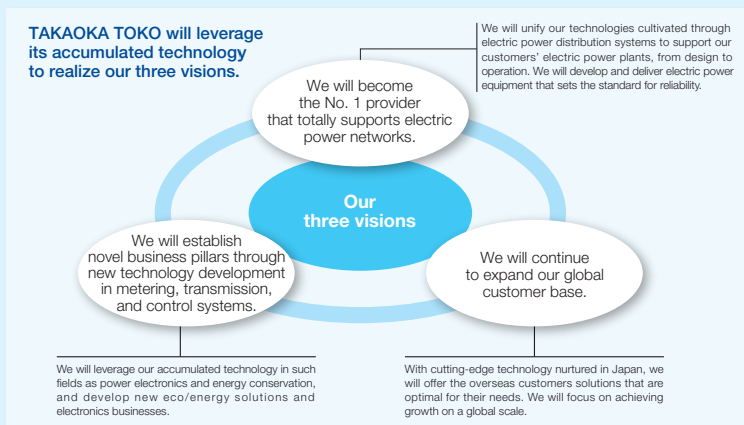 TAKAOKA TOKO will leverage
its accumulated technology
to realize our three visions.
We will unify our technologies cultivated through
electric power distribution systems to support our
customers' electric power plants, from design to
operation. We will develop and deliver electric power
equipment that sets the standard for reliability.
We will become
the No. 1 provider
that totally supports electric
power networks.
Our
three visions
We will establish
novel business pillars through
new technology development
in metering, transmission,
and control systems.
We will continue
to expand our global
customer base.
We will leverage our accumulated technology in such
fields as power electronics and energy conservation,
and develop new eco/energy solutions and
electronics businesses.
With cutting-edge technology nurtured in Japan, we
will offer the overseas customers solutions that are
optimal for their needs. We will focus on achieving
growth on a global scale.